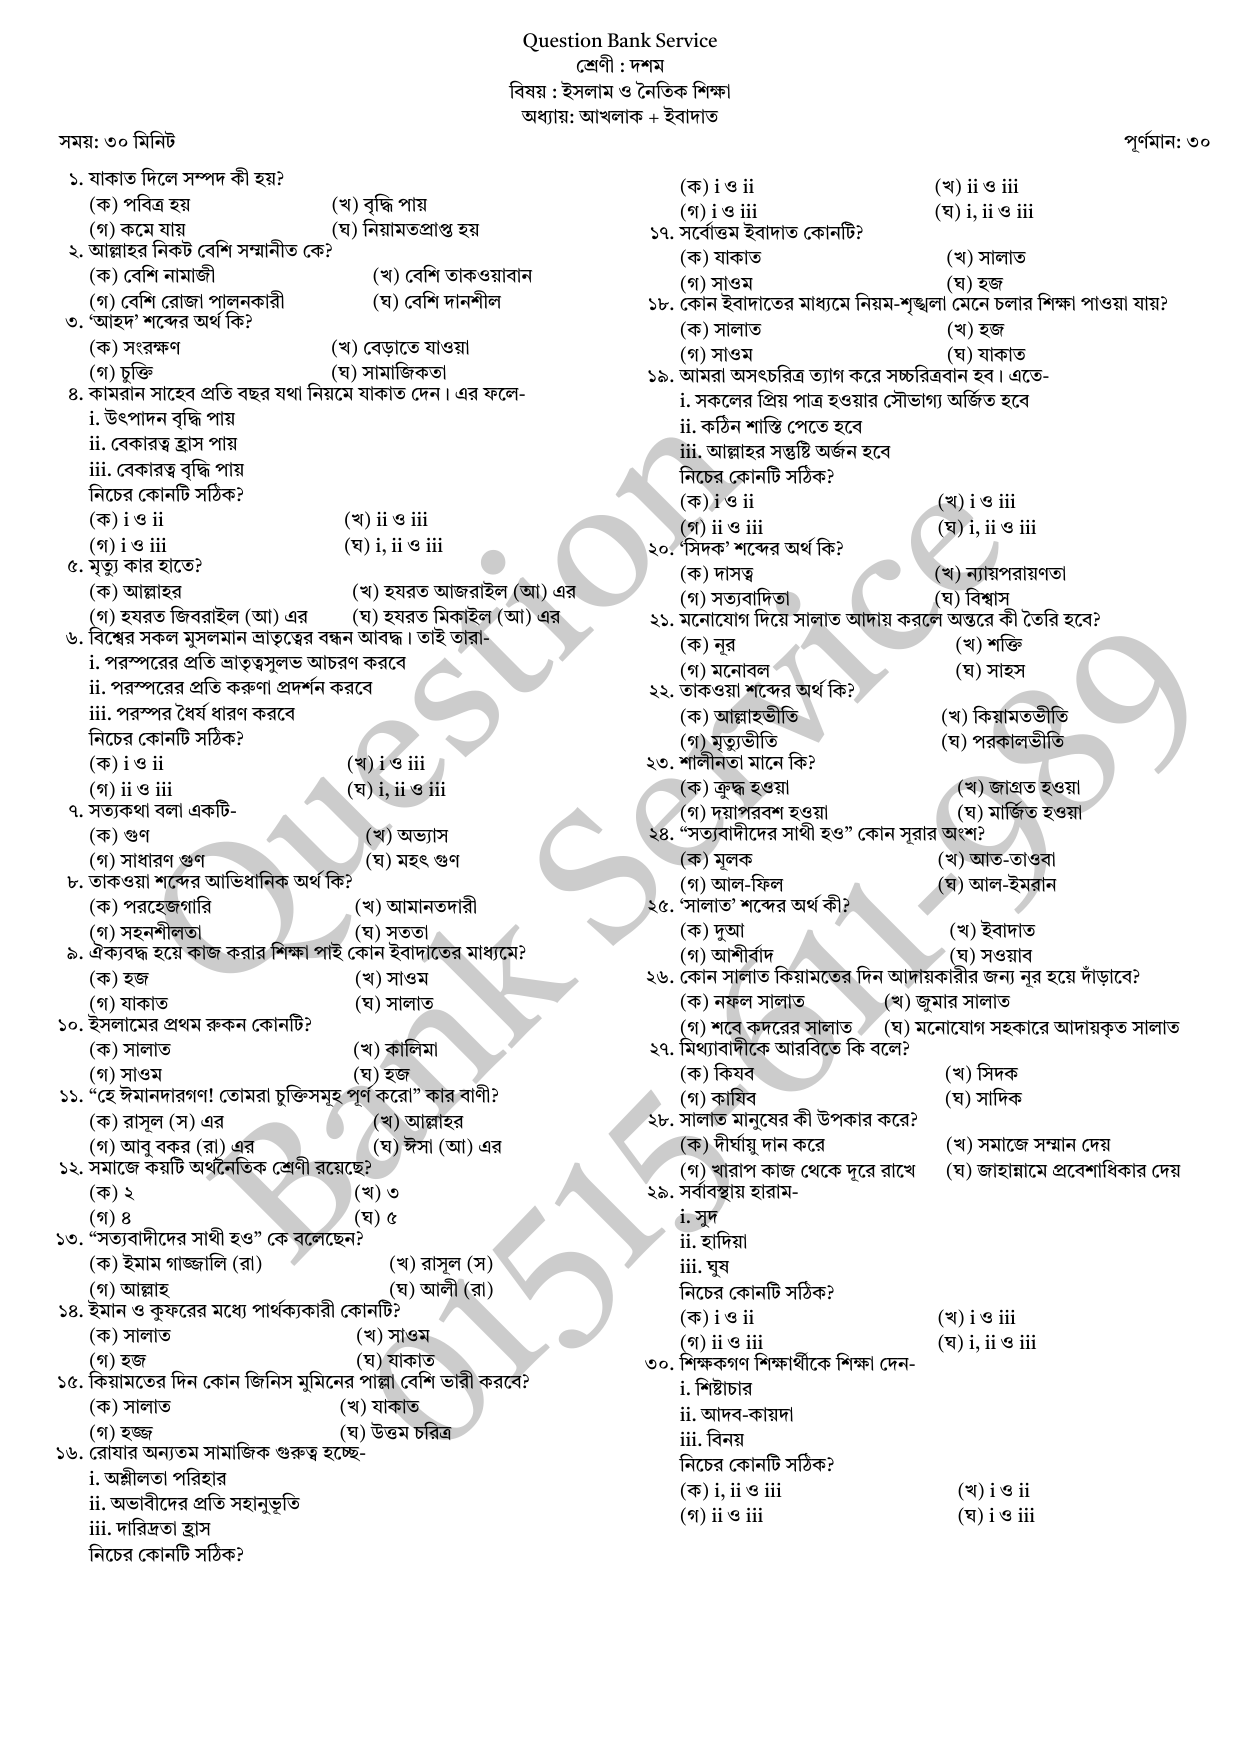 Question Bank Service
শ্রেণী : দশম
বিষয় : ইসলাম ও নৈতিক শিক্ষা
অধ্যায়: আখলাক + ইবাদাত
সময়: ৩০ মিনিট পূর্ণমান: ৩০
১. যাকাত দিলে সম্পদ কী হয়?
(ক) পবিত্র হয় (খ) বৃদ্ধি পায়
(গ) কমে যায় (ঘ) নিয়ামতপ্রাপ্ত হয়
২. আল্লাহর নিকট বেশি সম্মানীত কে?
(ক) বেশি নামাজী (খ) বেশি তাকওয়াবান
(গ) বেশি রোজা পালনকারী (ঘ) বেশি দানশীল
৩. ‘আহদ’ শব্দের অর্থ কি?
(ক) সংরক্ষণ (খ) বেড়াতে যাওয়া
(গ) চুক্তি (ঘ) সামাজিকতা
৪. কামরান সাহেব প্রতি বছর যথা নিয়মে যাকাত দেন। এর ফলে-
i. উৎপাদন বৃদ্ধি পায়
ii. বেকারত্ব হ্রাস পায়
iii. বেকারত্ব বৃদ্ধি পায়
নিচের কোনটি সঠিক?
(ক) i ও ii (খ) ii ও iii
(গ) i ও iii (ঘ) i, ii ও iii
৫. মৃত্যু কার হাতে?
(ক) আল্লাহর (খ) হযরত আজরাইল (আ) এর
(গ) হযরত জিবরাইল (আ) এর (ঘ) হযরত মিকাইল (আ) এর
৬. বিশ্বের সকল মুসলমান ভ্রাতৃত্বের বন্ধন আবদ্ধ। তাই তারা-
i. পরস্পরের প্রতি ভ্রাতৃত্বসুলভ আচরণ করবে
ii. পরস্পরের প্রতি করুণা প্রদর্শন করবে
iii. পরস্পর ধৈর্য ধারণ করবে
নিচের কোনটি সঠিক?
(ক) i ও ii (খ) i ও iii
(গ) ii ও iii (ঘ) i, ii ও iii
৭. সত্যকথা বলা একটি-
(ক) গুণ (খ) অভ্যাস
(গ) সাধারণ গুণ (ঘ) মহৎ গুণ
৮. তাকওয়া শব্দের আভিধানিক অর্থ কি?
(ক) পরহেজগারি (খ) আমানতদারী
(গ) সহনশীলতা (ঘ) সততা
৯. ঐক্যবদ্ধ হয়ে কাজ করার শিক্ষা পাই কোন ইবাদাতের মাধ্যমে?
(ক) হজ (খ) সাওম
(গ) যাকাত (ঘ) সালাত
১০. ইসলামের প্রথম রুকন কোনটি?
(ক) সালাত (খ) কালিমা
(গ) সাওম (ঘ) হজ
১১. “হে ঈমানদারগণ! তোমরা চুক্তিসমূহ পূর্ণ করো” কার বাণী?
(ক) রাসূল (স) এর (খ) আল্লাহর
(গ) আবু বকর (রা) এর (ঘ) ঈসা (আ) এর
১২. সমাজে কয়টি অর্থনৈতিক শ্রেণী রয়েছে?
(ক) ২ (খ) ৩
(গ) ৪ (ঘ) ৫
১৩. “সত্যবাদীদের সাথী হও” কে বলেছেন?
(ক) ইমাম গাজ্জালি (রা) (খ) রাসূল (স)
(গ) আল্লাহ (ঘ) আলী (রা)
১৪. ইমান ও কুফরের মধ্যে পার্থক্যকারী কোনটি?
(ক) সালাত (খ) সাওম
(গ) হজ (ঘ) যাকাত
১৫. কিয়ামতের দিন কোন জিনিস মুমিনের পাল্লা বেশি ভারী করবে?
(ক) সালাত (খ) যাকাত
(গ) হজ্জ (ঘ) উত্তম চরিত্র
১৬. রোযার অন্যতম সামাজিক গুরুত্ব হচ্ছে-
i. অশ্লীলতা পরিহার
ii. অভাবীদের প্রতি সহানুভূতি
iii. দারিদ্রতা হ্রাস
নিচের কোনটি সঠিক?
(ক) i ও ii (খ) ii ও iii
(গ) i ও iii (ঘ) i, ii ও iii
১৭. সর্বোত্তম ইবাদাত কোনটি?
(ক) যাকাত (খ) সালাত
(গ) সাওম (ঘ) হজ
১৮. কোন ইবাদাতের মাধ্যমে নিয়ম-শৃঙ্খলা মেনে চলার শিক্ষা পাওয়া যায়?
(ক) সালাত (খ) হজ
(গ) সাওম (ঘ) যাকাত
১৯. আমরা অসৎচরিত্র ত্যাগ করে সচ্চরিত্রবান হব। এতে-
i. সকলের প্রিয় পাত্র হওয়ার সৌভাগ্য অর্জিত হবে
ii. কঠিন শাস্তি পেতে হবে
iii. আল্লাহর সন্তুষ্টি অর্জন হবে
নিচের কোনটি সঠিক?
(ক) i ও ii (খ) i ও iii
(গ) ii ও iii (ঘ) i, ii ও iii
২০. ‘সিদক’ শব্দের অর্থ কি?
(ক) দাসত্ব (খ) ন্যায়পরায়ণতা
(গ) সত্যবাদিতা (ঘ) বিশ্বাস
২১. মনোযোগ দিয়ে সালাত আদায় করলে অন্তরে কী তৈরি হবে?
(ক) নূর (খ) শক্তি
(গ) মনোবল (ঘ) সাহস
২২. তাকওয়া শব্দের অর্থ কি?
(ক) আল্লাহভীতি (খ) কিয়ামতভীতি
(গ) মৃত্যুভীতি (ঘ) পরকালভীতি
২৩. শালীনতা মানে কি?
(ক) ক্রুদ্ধ হওয়া (খ) জাগ্রত হওয়া
(গ) দয়াপরবশ হওয়া (ঘ) মার্জিত হওয়া
২৪. “সত্যবাদীদের সাথী হও” কোন সূরার অংশ?
(ক) মূলক (খ) আত-তাওবা
(গ) আল-ফিল (ঘ) আল-ইমরান
২৫. ‘সালাত’ শব্দের অর্থ কী?
(ক) দুআ (খ) ইবাদাত
(গ) আশীর্বাদ (ঘ) সওয়াব
২৬. কোন সালাত কিয়ামতের দিন আদায়কারীর জন্য নূর হয়ে দাঁড়াবে?
(ক) নফল সালাত (খ) জুমার সালাত
(গ) শবে কদরের সালাত (ঘ) মনোযোগ সহকারে আদায়কৃত সালাত
২৭. মিথ্যাবাদীকে আরবিতে কি বলে?
(ক) কিযব (খ) সিদক
(গ) কাযিব (ঘ) সাদিক
২৮. সালাত মানুষের কী উপকার করে?
(ক) দীর্ঘায়ু দান করে (খ) সমাজে সম্মান দেয়
(গ) খারাপ কাজ থেকে দূরে রাখে (ঘ) জাহান্নামে প্রবেশাধিকার দেয়
২৯. সর্বাবস্থায় হারাম-
i. সুদ
ii. হাদিয়া
iii. ঘুষ
নিচের কোনটি সঠিক?
(ক) i ও ii (খ) i ও iii
(গ) ii ও iii (ঘ) i, ii ও iii
৩০. শিক্ষকগণ শিক্ষার্থীকে শিক্ষা দেন-
i. শিষ্টাচার
ii. আদব-কায়দা
iii. বিনয়
নিচের কোনটি সঠিক?
(ক) i, ii ও iii (খ) i ও ii
(গ) ii ও iii (ঘ) i ও iii
Question
Bank Service
01515-611-989